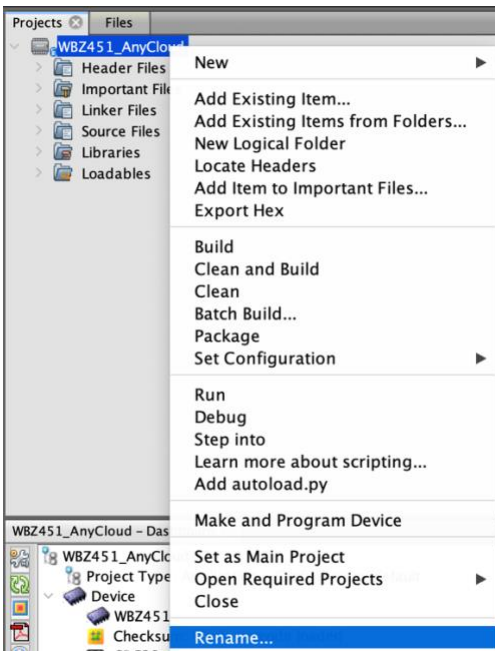 Projects Files
WBZ451_AnyCloud
Header Files
Important File
Linker Files
Source Files
Libraries
Loadables
New
Add Existing Item...
Add Existing Items from Folders...
New Logical Folder
Locate Headers
Add Item to Important Files...
Export Hex
Build
Clean and Build
Clean
Batch Build...
Package
Set Configuration
Run
Debug
Step into
Learn more about scripting...
Add autoload.py
Make and Program Device
Set as Main Project
Open Required Projects
Close
Rename...
WBZ451_AnyCloud - Das
WBZ451_AnyClo
Project Type
Device
WBZ451
Checksu